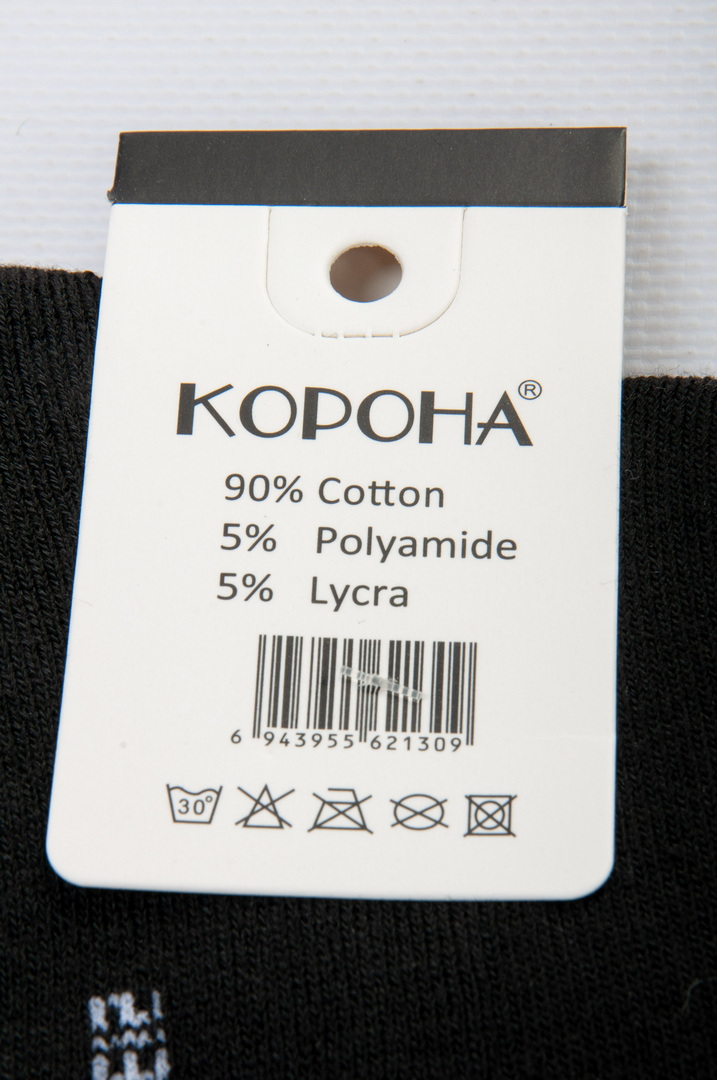 КОРОНА®
90% Cotton
5% Polyamide
5% Lycra
6 943955 621309
30°